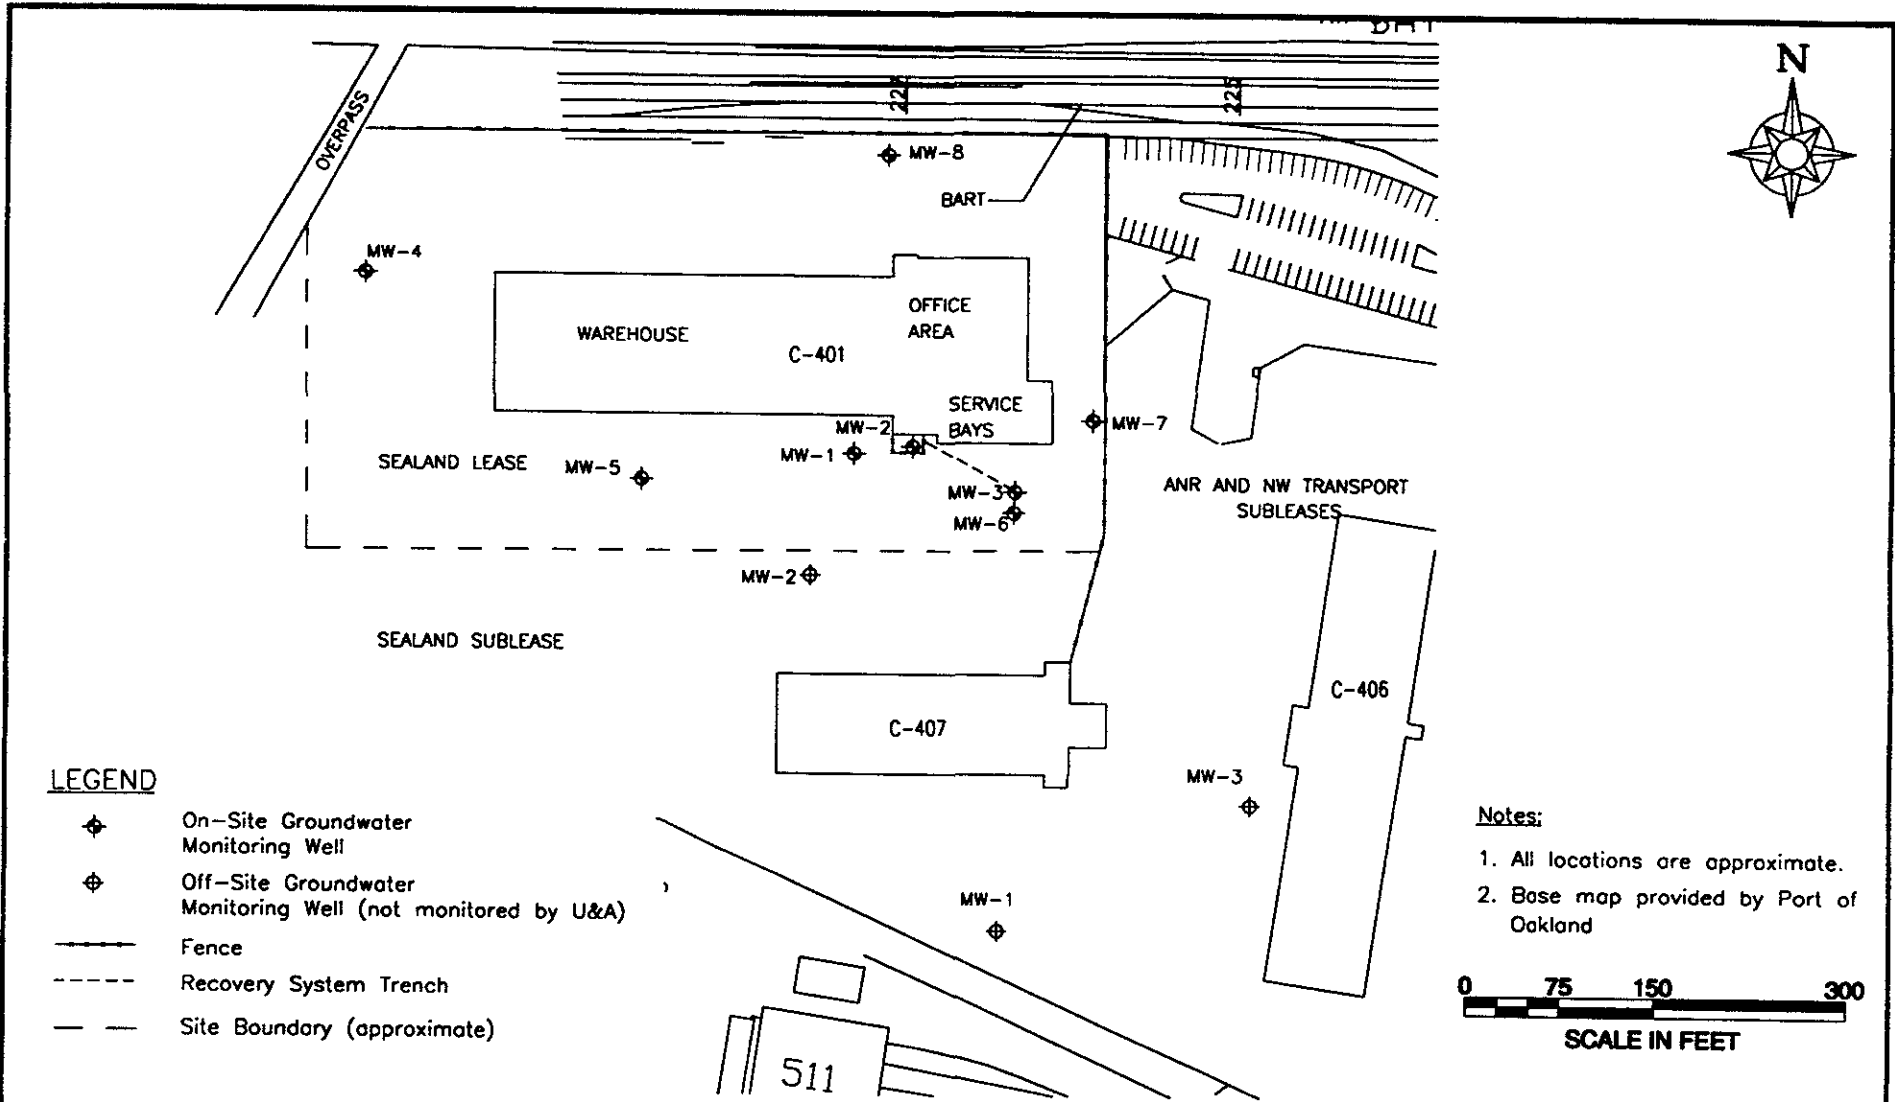 N
222
225
OVERPASS
MW-8
BART
MW-4
OFFICE
AREA
WAREHOUSE
C-401
SERVICE
BAYS
MW-2
MW-7
MW-1
SEALAND LEASE
MW-5
ANR AND NW TRANSPORT
SUBLEASES
MW-3
MW-6
MW-2
SEALAND SUBLEASE
C-406
C-407
MW-3
MW-1
511
LEGEND
On-Site Groundwater
Monitoring Well
Off-Site Groundwater
Monitoring Well (not monitored by U&A)
Fence
Recovery System Trench
Site Boundary (approximate)
Notes:
1. All locations are approximate.
2. Base map provided by Port of
Oakland
0 75 150 300
SCALE IN FEET